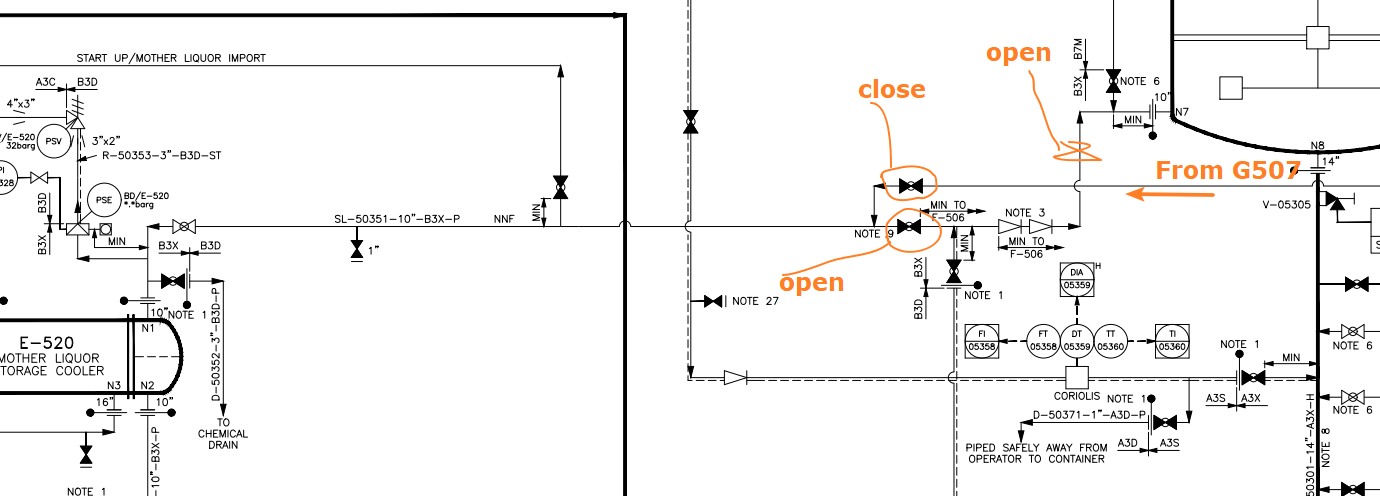 START UP/MOTHER LIQUOR IMPORT
A3C
B3D
4"x3"
/E-520
32barg
PSV
3"x2"
R-50353-3"-B3D-ST
PI
328
B3D
PSE
BD/E-520
*.*barg
B3X
MIN
B3X
B3D
SL-50351-10"-B3X-P
NNF
MIN
1"
10"
NOTE 1
N1
D-50352-3"-B3D-P
E-520
MOTHER LIQUOR
STORAGE COOLER
N3
N2
16"
10"
TO
CHEMICAL
DRAIN
-10"-B3X-P
NOTE 1
open
close
B7M
B3X
NOTE 6
10"
N7
MIN
N8
14"
From G507
V-05305
MIN TO
F-506
NOTE 3
NOTE 9
MIN
MIN TO
F-506
open
B3X
B3D
NOTE 1
NOTE 27
DIA
05359
H
FI
05358
FT
05358
DT
05359
TT
05360
TI
05360
CORIOLIS
NOTE 1
MIN
A3S
A3X
NOTE 6
NOTE 6
NOTE 1
D-50371-1"-A3D-P
A3D
A3S
PIPED SAFELY AWAY FROM
OPERATOR TO CONTAINER
50301-14"-A3X-H
NOTE 8